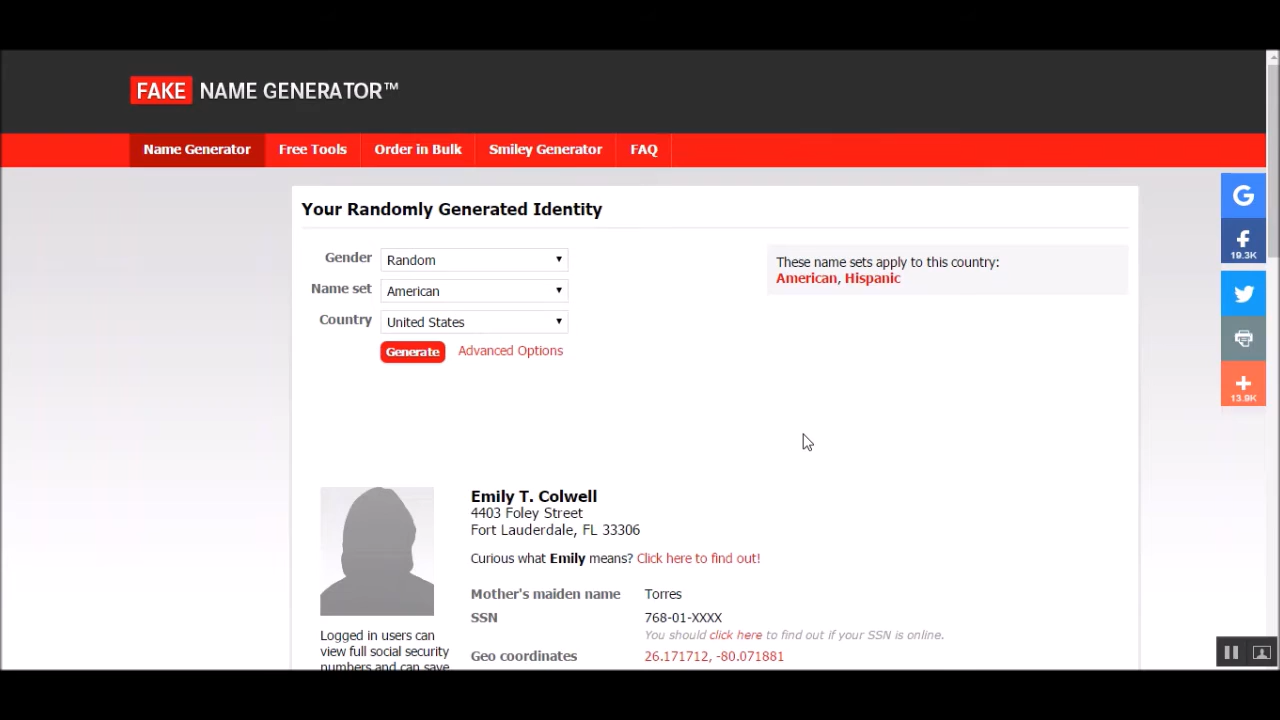 FAKE NAME GENERATOR™
Name Generator Free Tools Order in Bulk Smiley Generator FAQ
Your Randomly Generated Identity
Gender Random
Name set American
Country United States
Generate Advanced Options
These name sets apply to this country:
American, Hispanic
G
f
19.3K
+
13.9K
Emily T. Colwell
4403 Foley Street
Fort Lauderdale, FL 33306
Curious what Emily means? Click here to find out!
Mother's maiden name Torres
SSN 768-01-XXXX
You should click here to find out if your SSN is online.
Geo coordinates 26.171712, -80.071881
Logged in users can
view full social security
numbers and can save